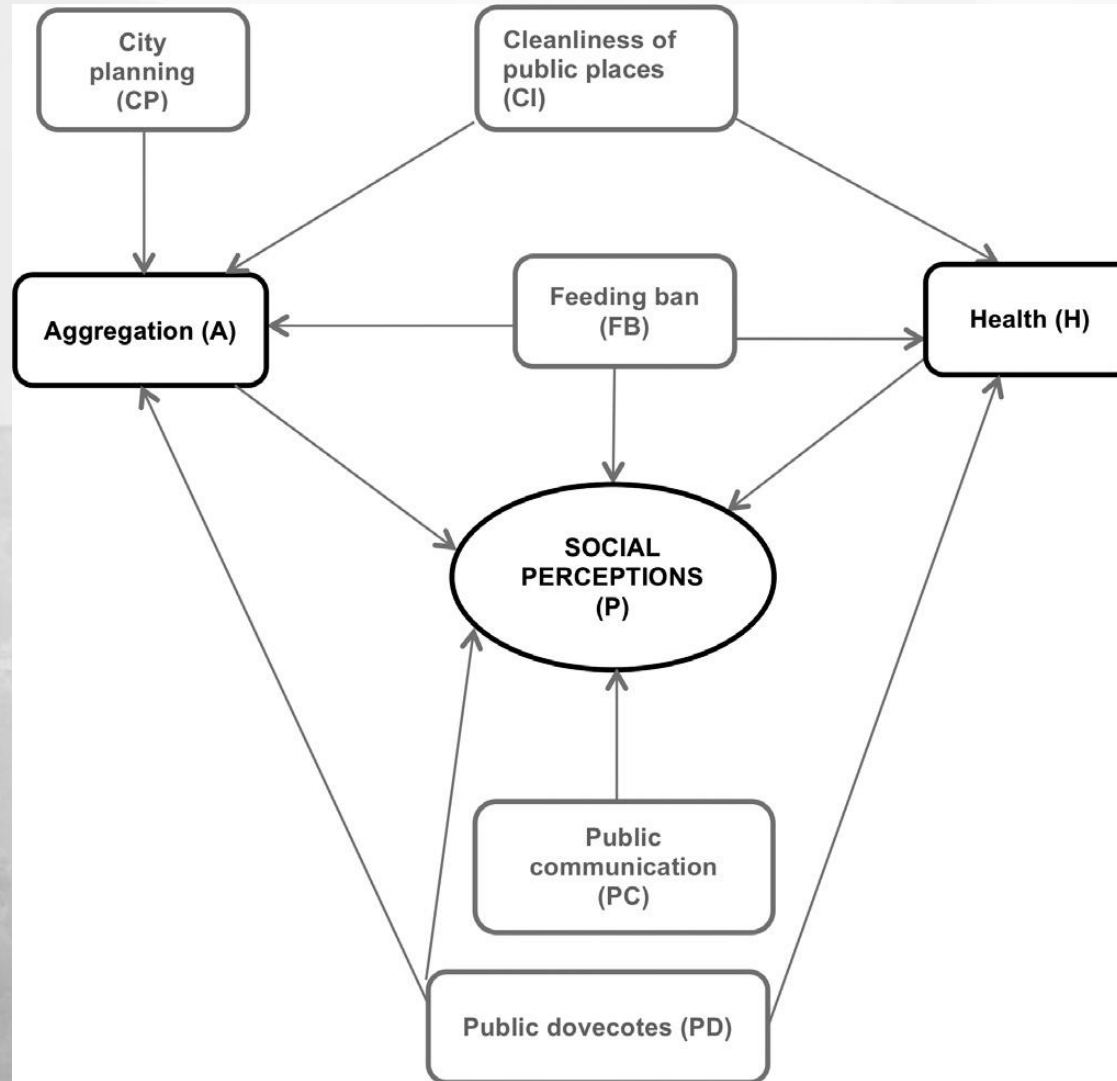 City
planning
(CP)
Cleanliness of
public places
(CI)
Aggregation (A)
Feeding ban
(FB)
Health (H)
SOCIAL
PERCEPTIONS
(P)
Public
communication
(PC)
Public dovecotes (PD)